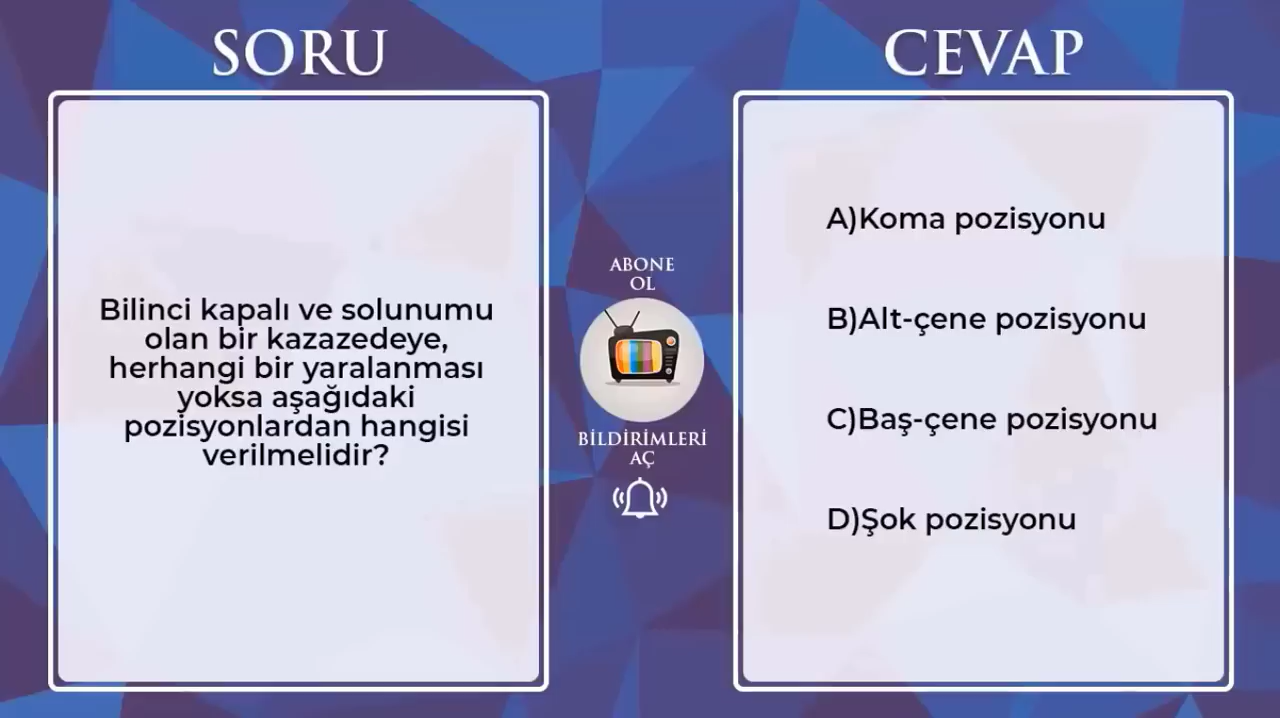 SORU
Bilinci kapalı ve solunumu
olan bir kazazedeye,
herhangi bir yaralanması
yoksa aşağıdaki
pozisyonlardan hangisi
verilmelidir?
ABONE
OL
BİLDİRİMLERİ
AÇ
CEVAP
A)Koma pozisyonu
B)Alt-çene pozisyonu
C)Baş-çene pozisyonu
D)Şok pozisyonu